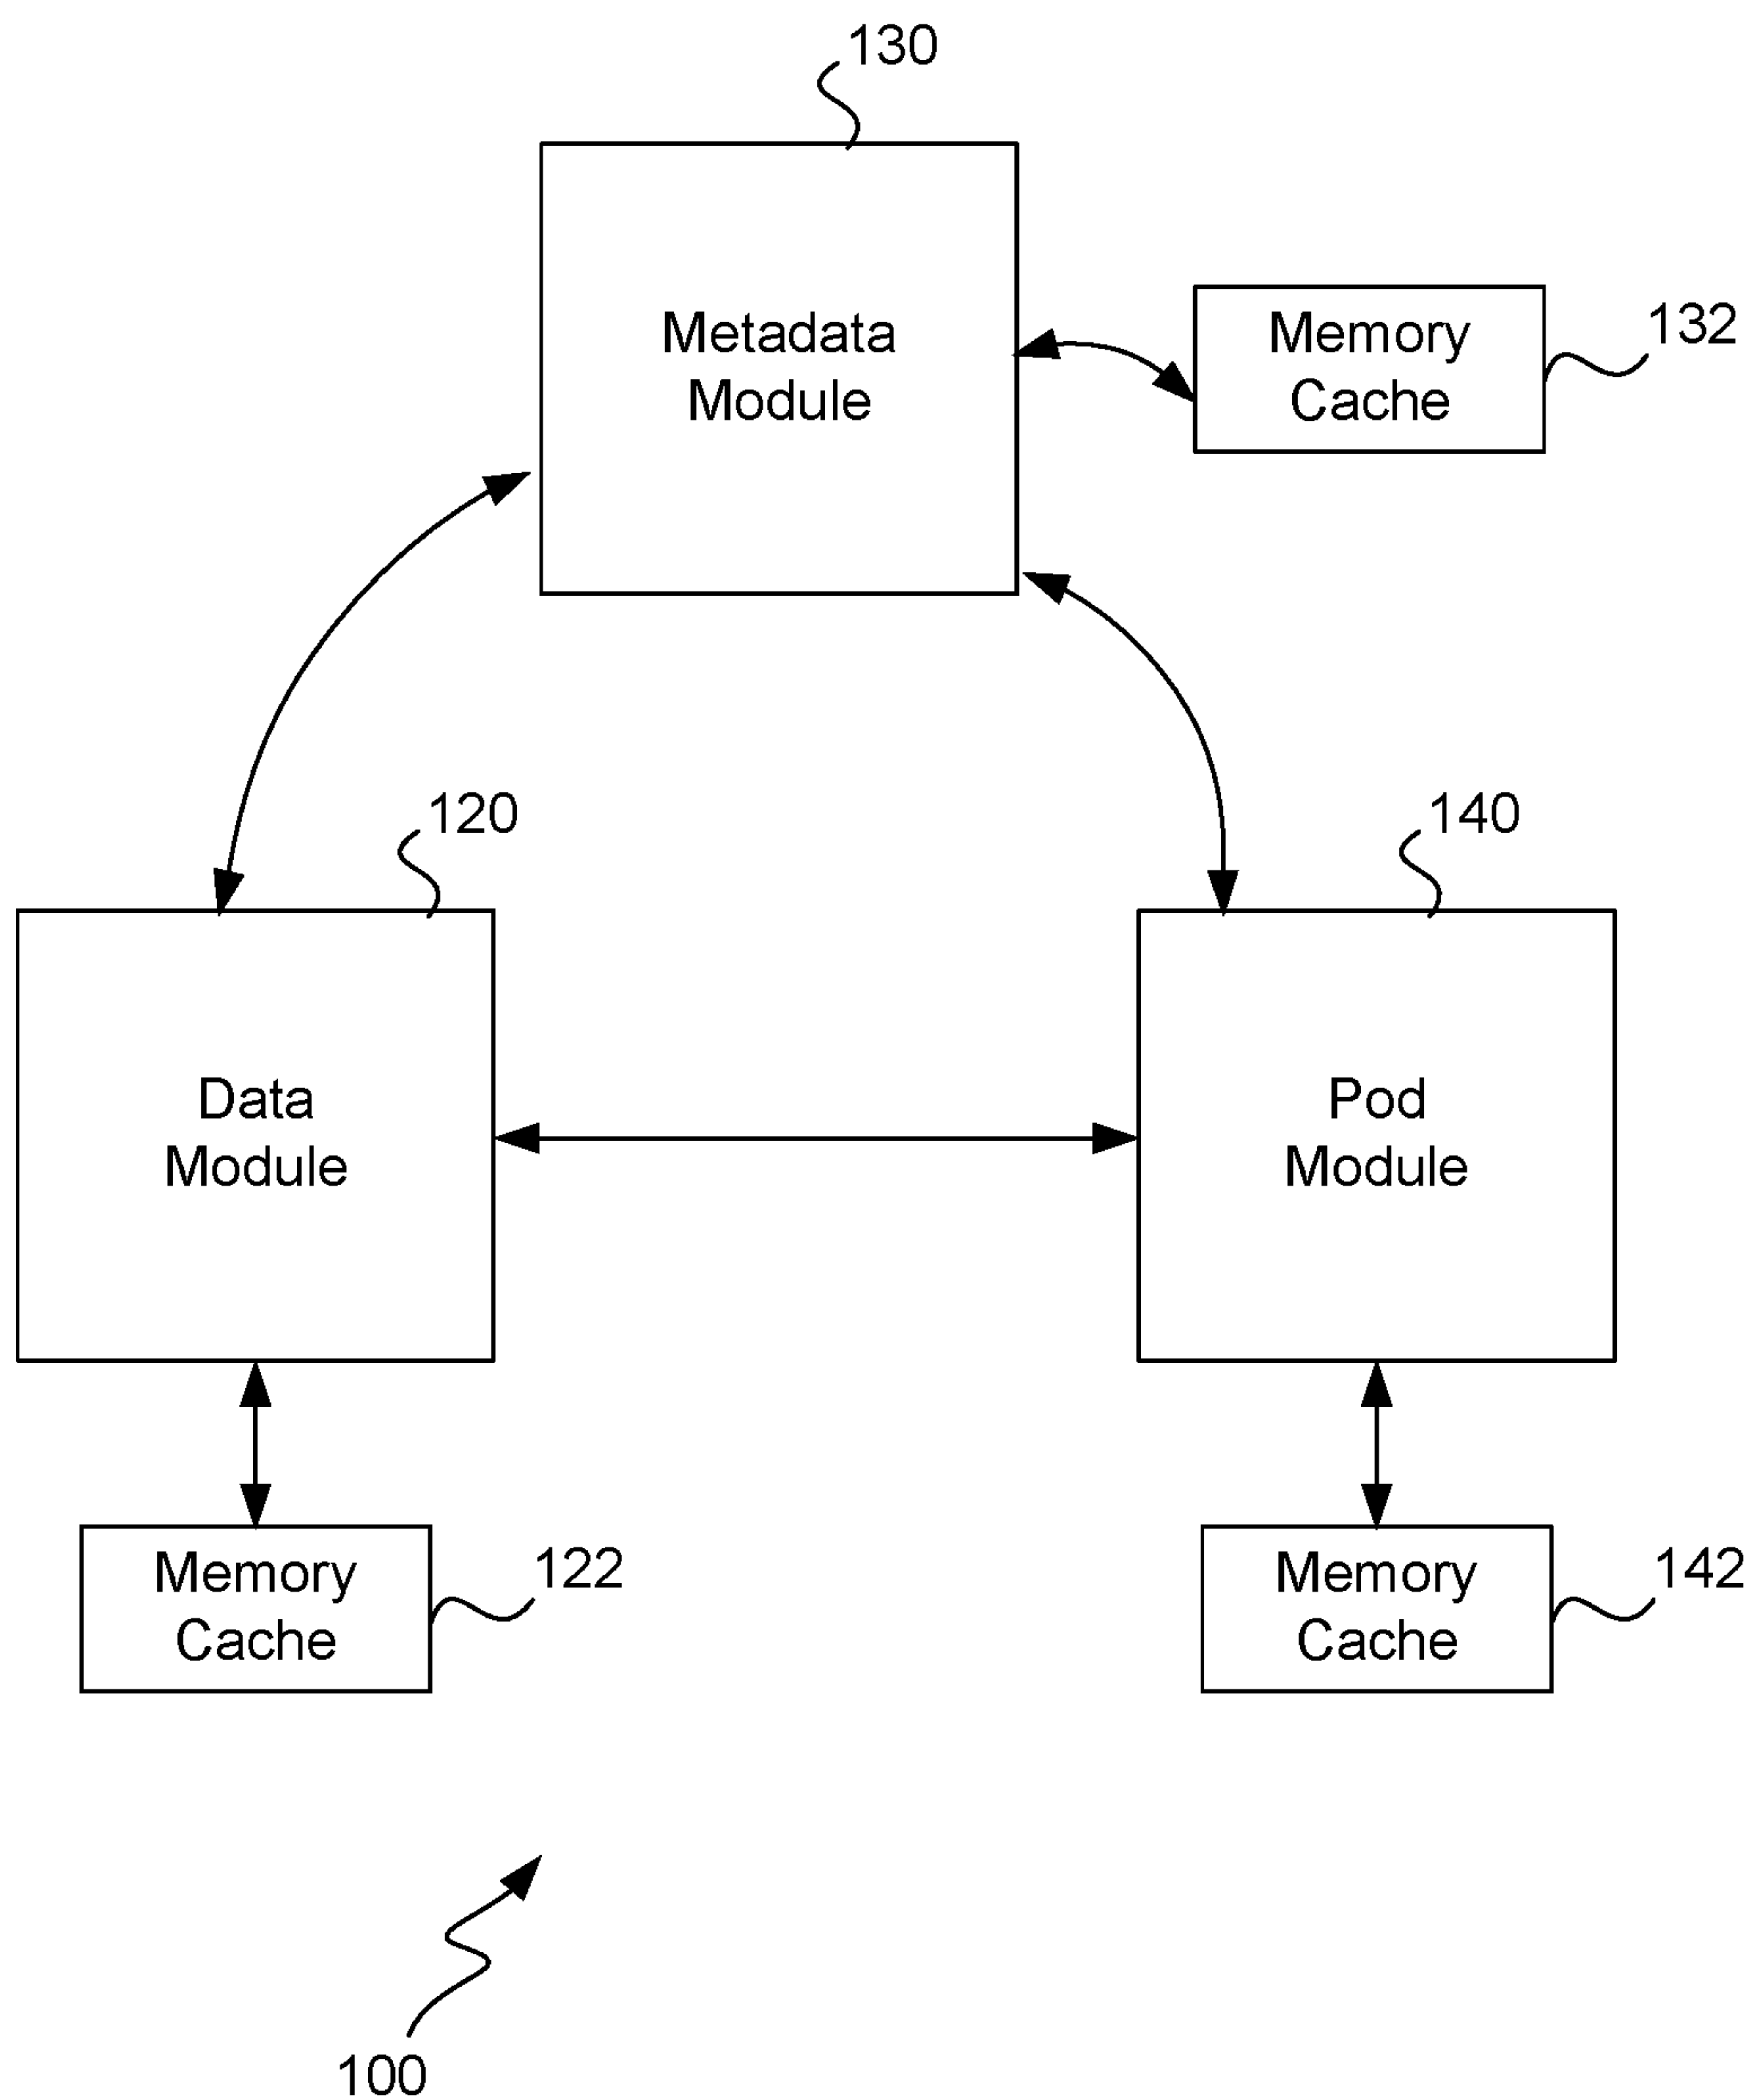 130
Metadata
Module
Memory
Cache
132
120
140
Data
Module
Pod
Module
Memory
Cache
122
Memory
Cache
142
100